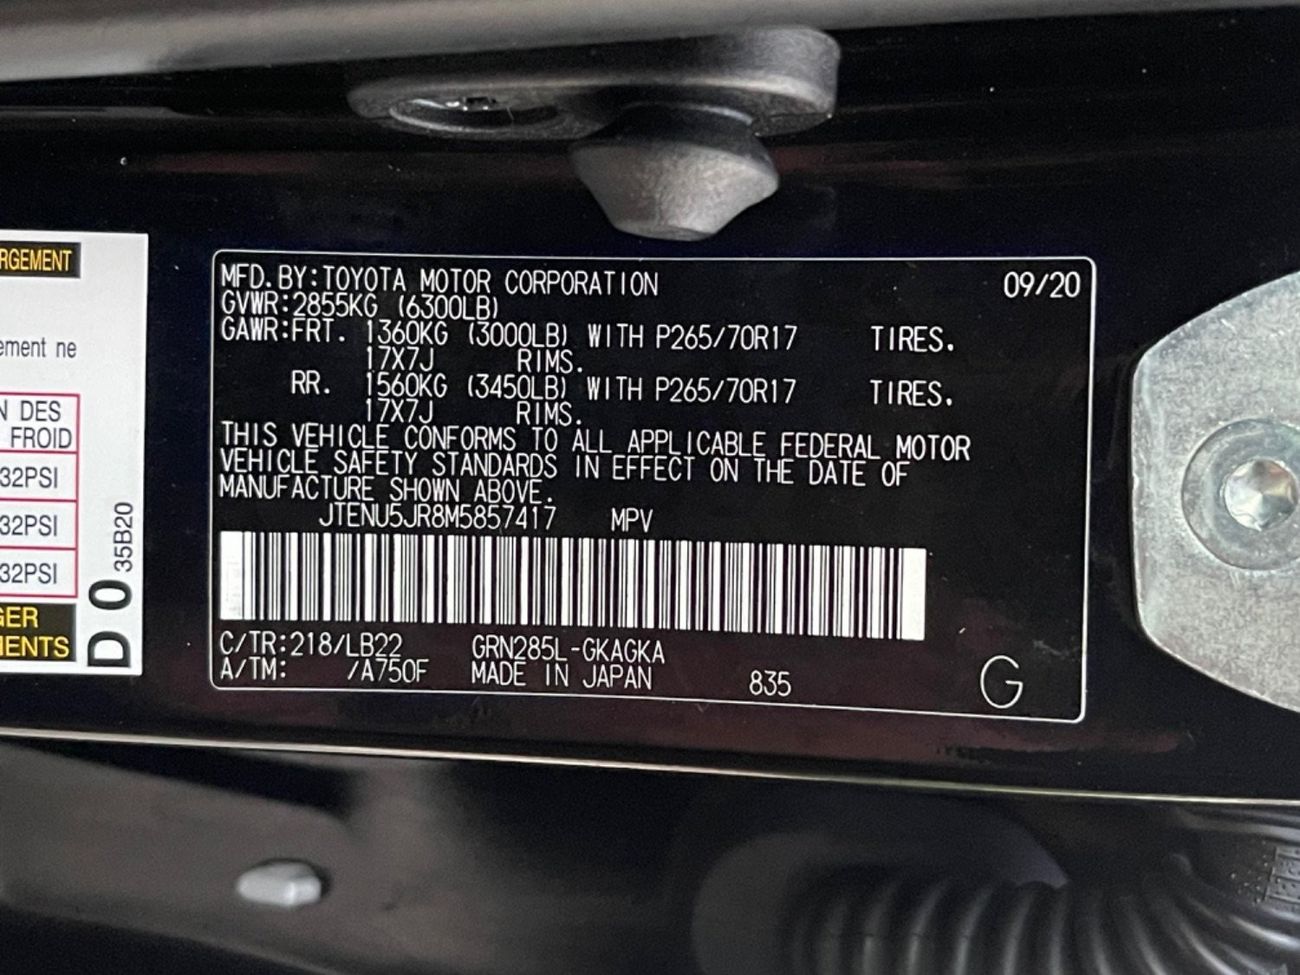 RGEMENT
ement ne
N DES
FROID
32PSI
32PSI
32PSI
GER
MENTS
D 0 35B20
MFD. BY:TOYOTA MOTOR CORPORATION 09/20
GVWR:2855KG (6300LB)
GAWR:FRT. 1360KG (3000LB) WITH P265/70R17 TIRES.
17X7J RIMS.
RR. 1560KG (3450LB) WITH P265/70R17 TIRES.
17X7J RIMS.
THIS VEHICLE CONFORMS TO ALL APPLICABLE FEDERAL MOTOR
VEHICLE SAFETY STANDARDS IN EFFECT ON THE DATE OF
MANUFACTURE SHOWN ABOVE.
JTENU5JR8M5857417 MPV
C/TR:218/LB22 GRN285L-GKAGKA
A/TM: /A750F MADE IN JAPAN 835 G